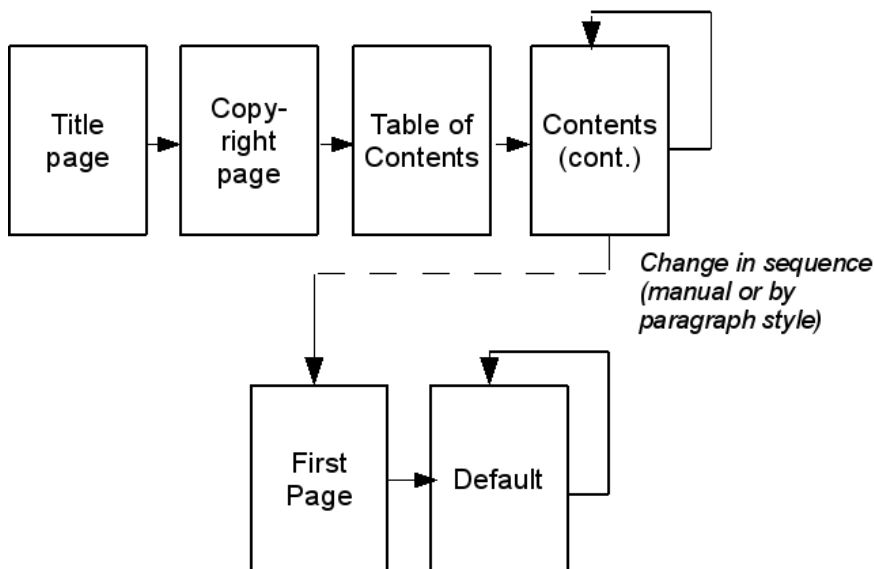 Title
page
Copy-
right
page
Table of
Contents
Contents
(cont.)
Change in sequence
(manual or by
paragraph style)
First
Page
Default